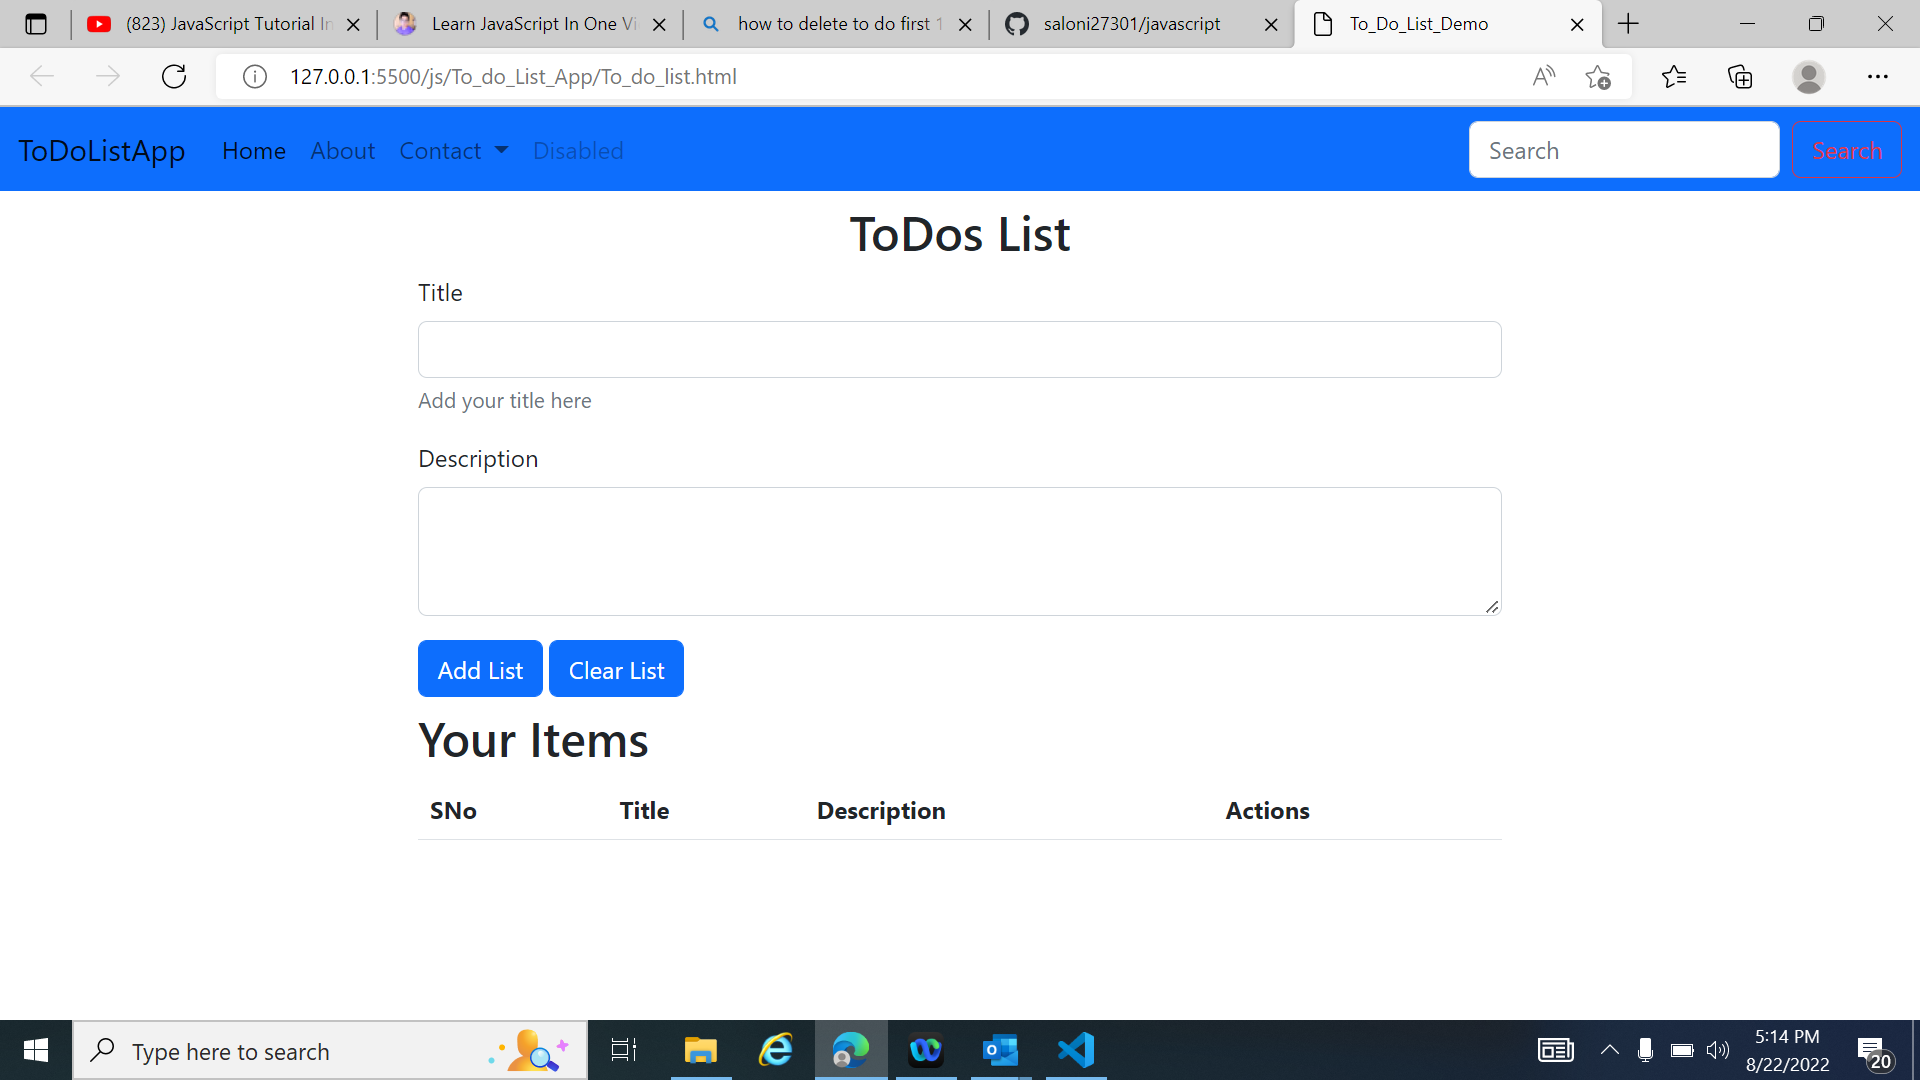 (823) JavaScript Tutorial In
Learn JavaScript In One Vi
how to delete to do first 1
saloni27301/javascript
To_Do_List_Demo
127.0.0.1:5500/js/To_do_List_App/To_do_list.html
ToDoListApp Home About Contact Disabled Search Search
ToDos List
Title
Add your title here
Description
Add List Clear List
Your Items
SNo Title Description Actions
Type here to search
5:14 PM
8/22/2022
20